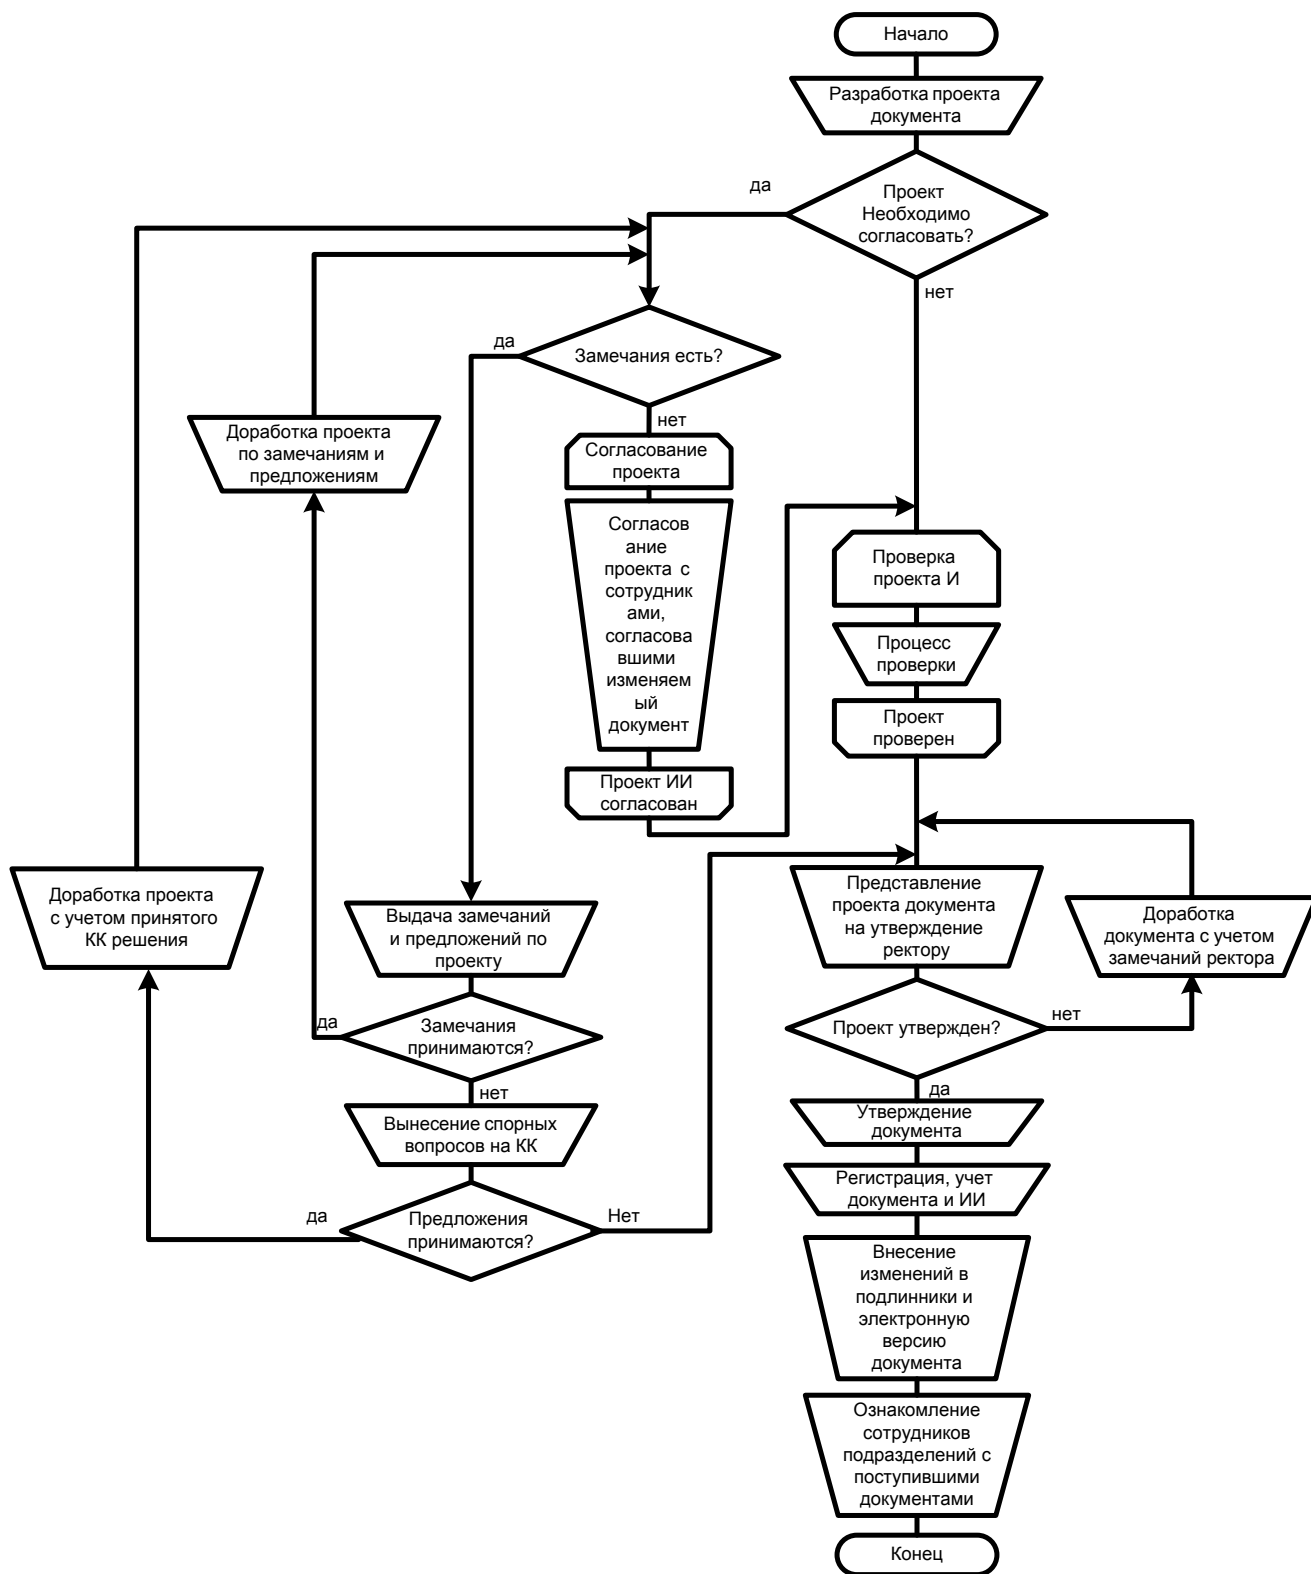 Начало
Разработка проекта
документа
да
Проект
Необходимо
согласовать?
нет
да
Замечания есть?
нет
Доработка проекта
по замечаниям и
предложениям
Согласование
проекта
Согласов
ание
проекта с
сотрудник
ами,
согласова
вшими
изменяем
ый
документ
Проект ИИ
согласован
Проверка
проекта И
Процесс
проверки
Проект
проверен
Доработка проекта
с учетом принятого
КК решения
Выдача замечаний
и предложений по
проекту
Представление
проекта документа
на утверждение
ректору
Доработка
документа с учетом
замечаний ректора
да
Замечания
принимаются?
нет
Проект утвержден?
нет
да
Вынесение спорных
вопросов на КК
Утверждение
документа
да
Предложения
принимаются?
Нет
Регистрация, учет
документа и ИИ
Внесение
изменений в
подлинники и
электронную
версию
документа
Ознакомление
сотрудников
подразделений с
поступившими
документами
Конец